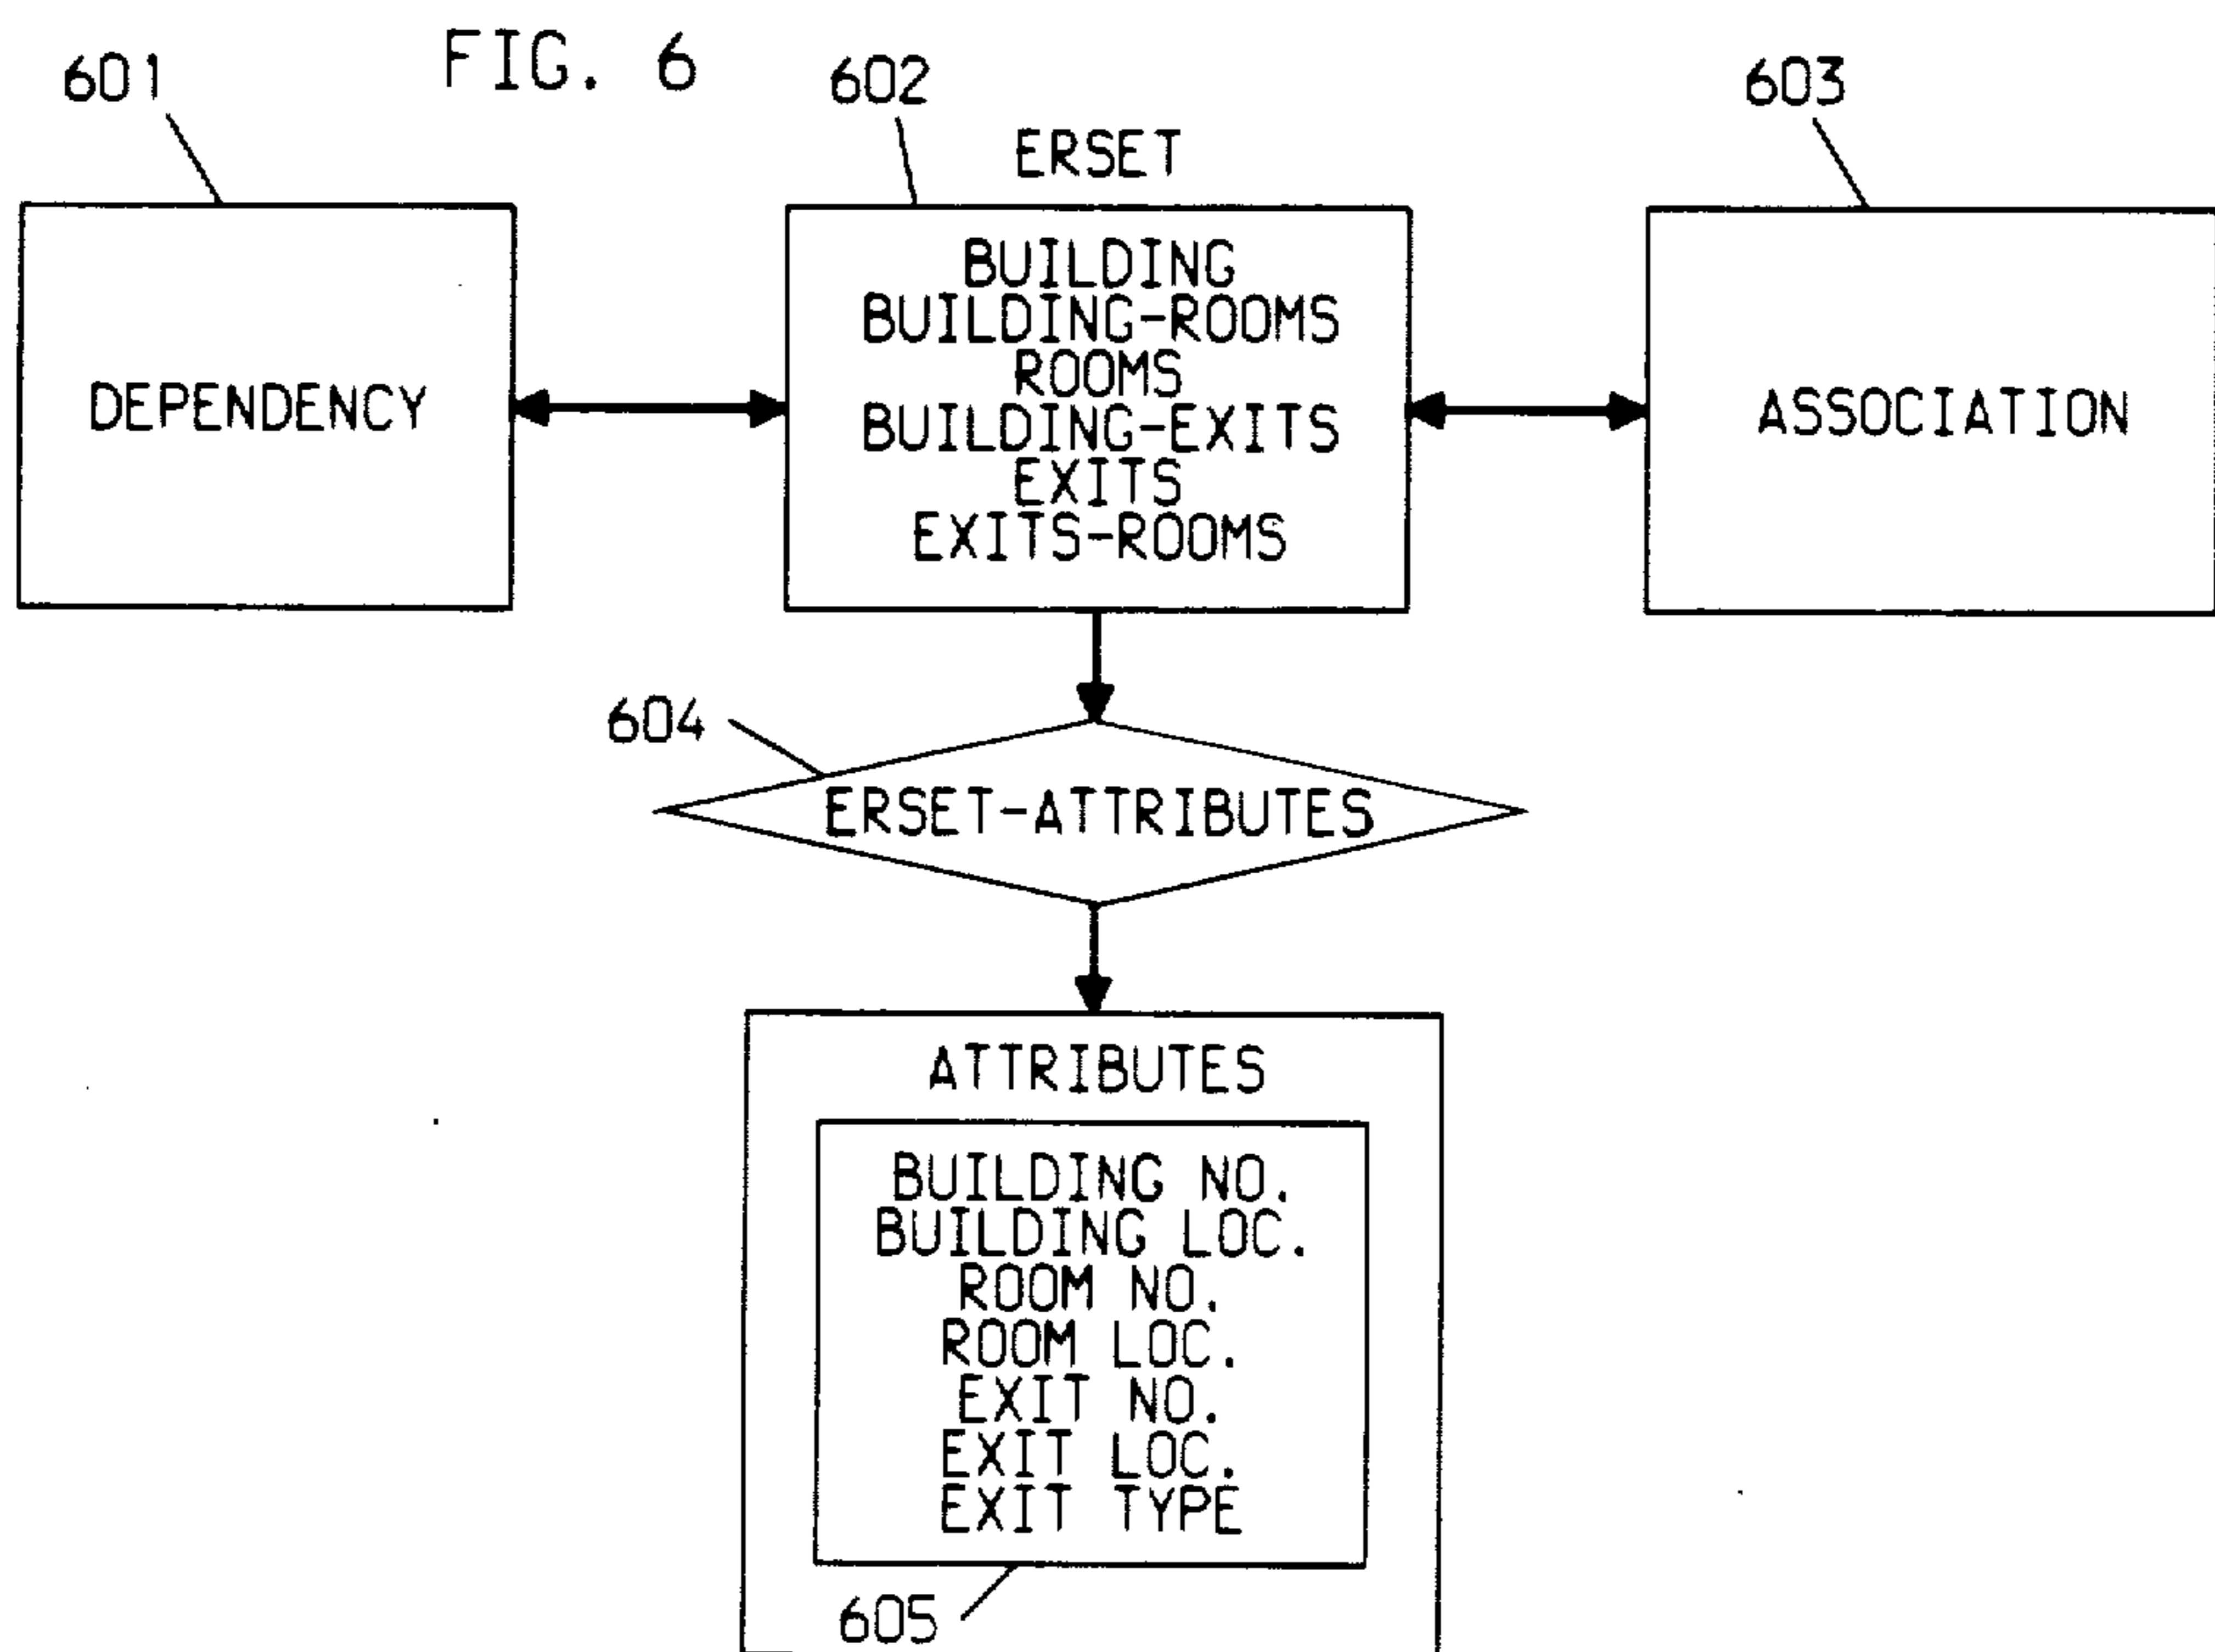 FIG. 6
601
602
603
ERSET
DEPENDENCY
BUILDING
BUILDING-ROOMS
ROOMS
BUILDING-EXITS
EXITS
EXITS-ROOMS
ASSOCIATION
604
ERSET-ATTRIBUTES
ATTRIBUTES
BUILDING NO.
BUILDING LOC.
ROOM NO.
ROOM LOC.
EXIT NO.
EXIT LOC.
EXIT TYPE
605